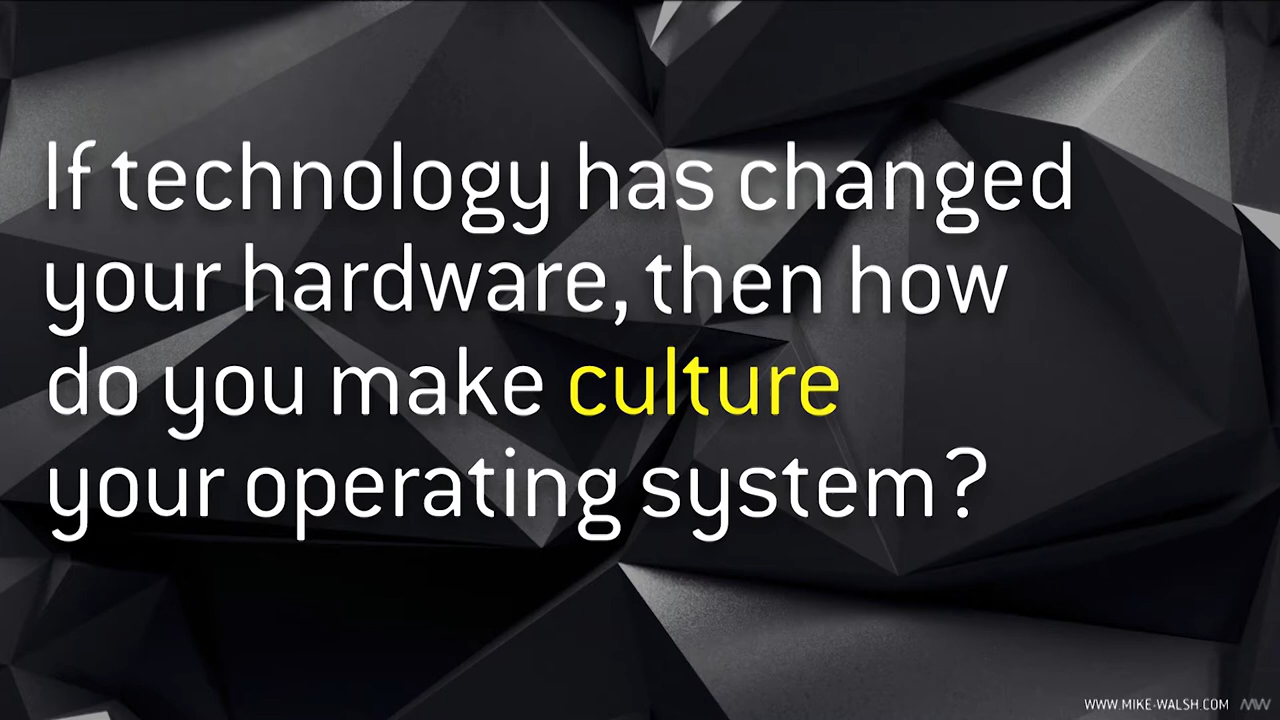 If technology has changed
your hardware, then how
do you make culture
your operating system?
WWW.MIKE-WALSH.COM MW